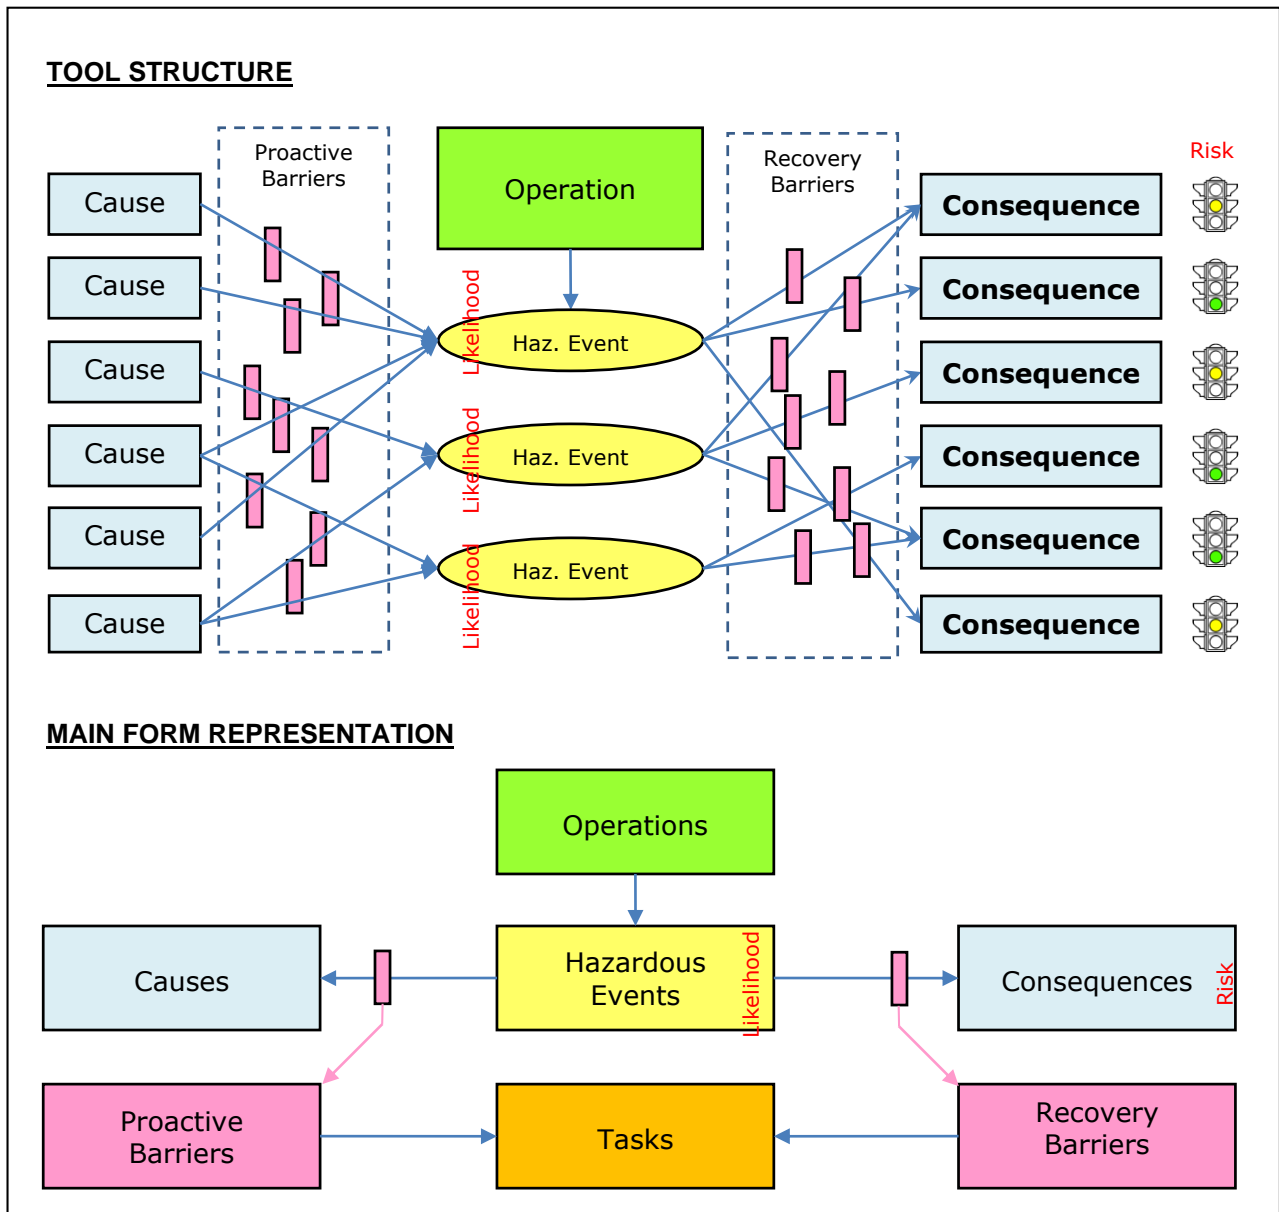 TOOL STRUCTURE
Proactive
Barriers
Operation
Recovery
Barriers
Risk
Cause
Cause
Cause
Cause
Cause
Cause
Likelihood
Haz. Event
Likelihood
Haz. Event
Likelihood
Haz. Event
Consequence
Consequence
Consequence
Consequence
Consequence
Consequence
MAIN FORM REPRESENTATION
Operations
Causes
Hazardous
Events
Likelihood
Consequences
Risk
Proactive
Barriers
Tasks
Recovery
Barriers